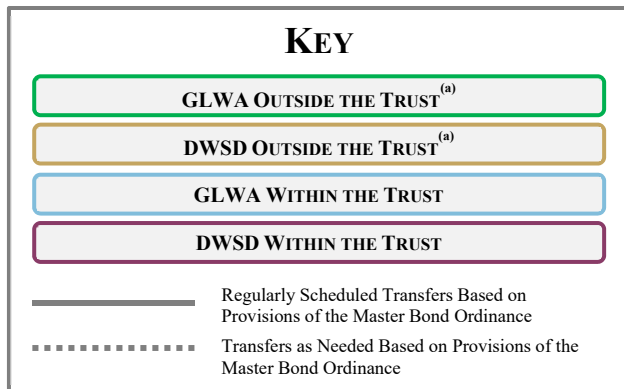 KEY
GLWA OUTSIDE THE TRUST(a)
DWSD OUTSIDE THE TRUST(a)
GLWA WITHIN THE TRUST
DWSD WITHIN THE TRUST
Regularly Scheduled Transfers Based on
Provisions of the Master Bond Ordinance
Transfers as Needed Based on Provisions of the
Master Bond Ordinance